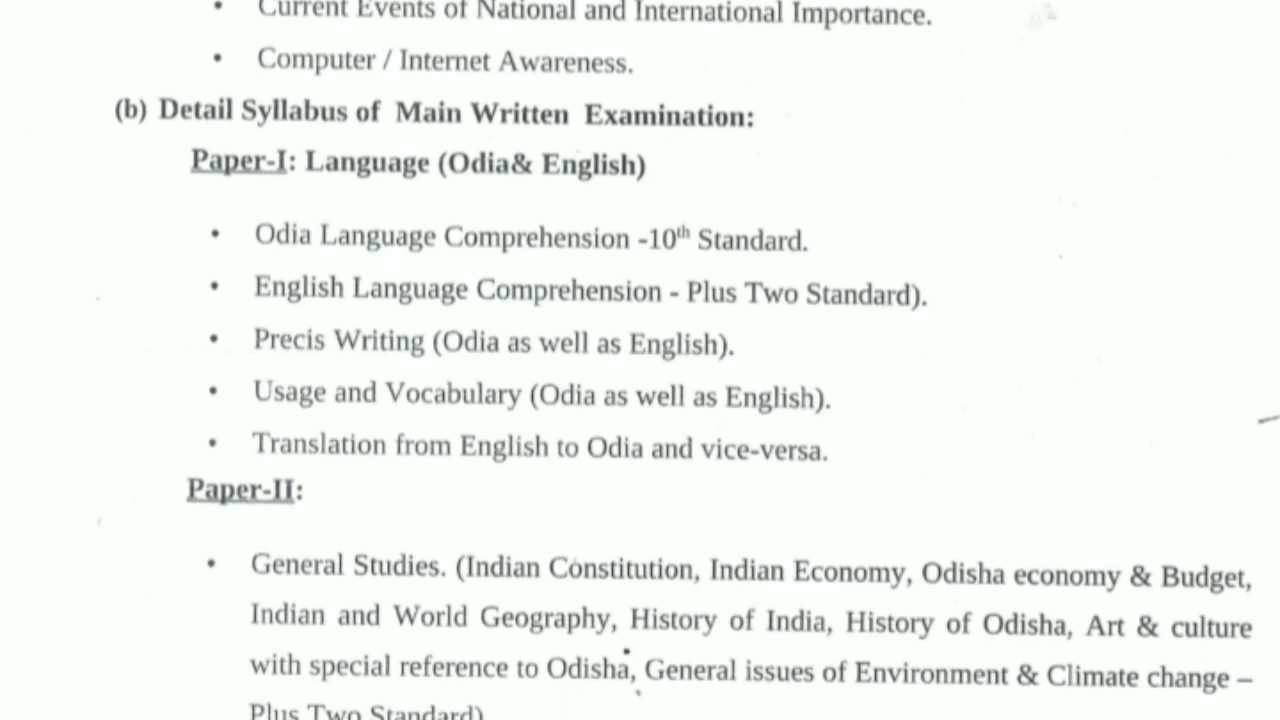 • Current Events of National and International Importance.
• Computer / Internet Awareness.
(b) Detail Syllabus of Main Written Examination:
Paper-I: Language (Odia& English)
• Odia Language Comprehension -10th Standard.
• English Language Comprehension - Plus Two Standard).
• Precis Writing (Odia as well as English).
• Usage and Vocabulary (Odia as well as English).
• Translation from English to Odia and vice-versa.
Paper-II:
• General Studies. (Indian Constitution, Indian Economy, Odisha economy & Budget,
Indian and World Geography, History of India, History of Odisha, Art & culture
with special reference to Odisha, General issues of Environment & Climate change –
Plus Two Standard)